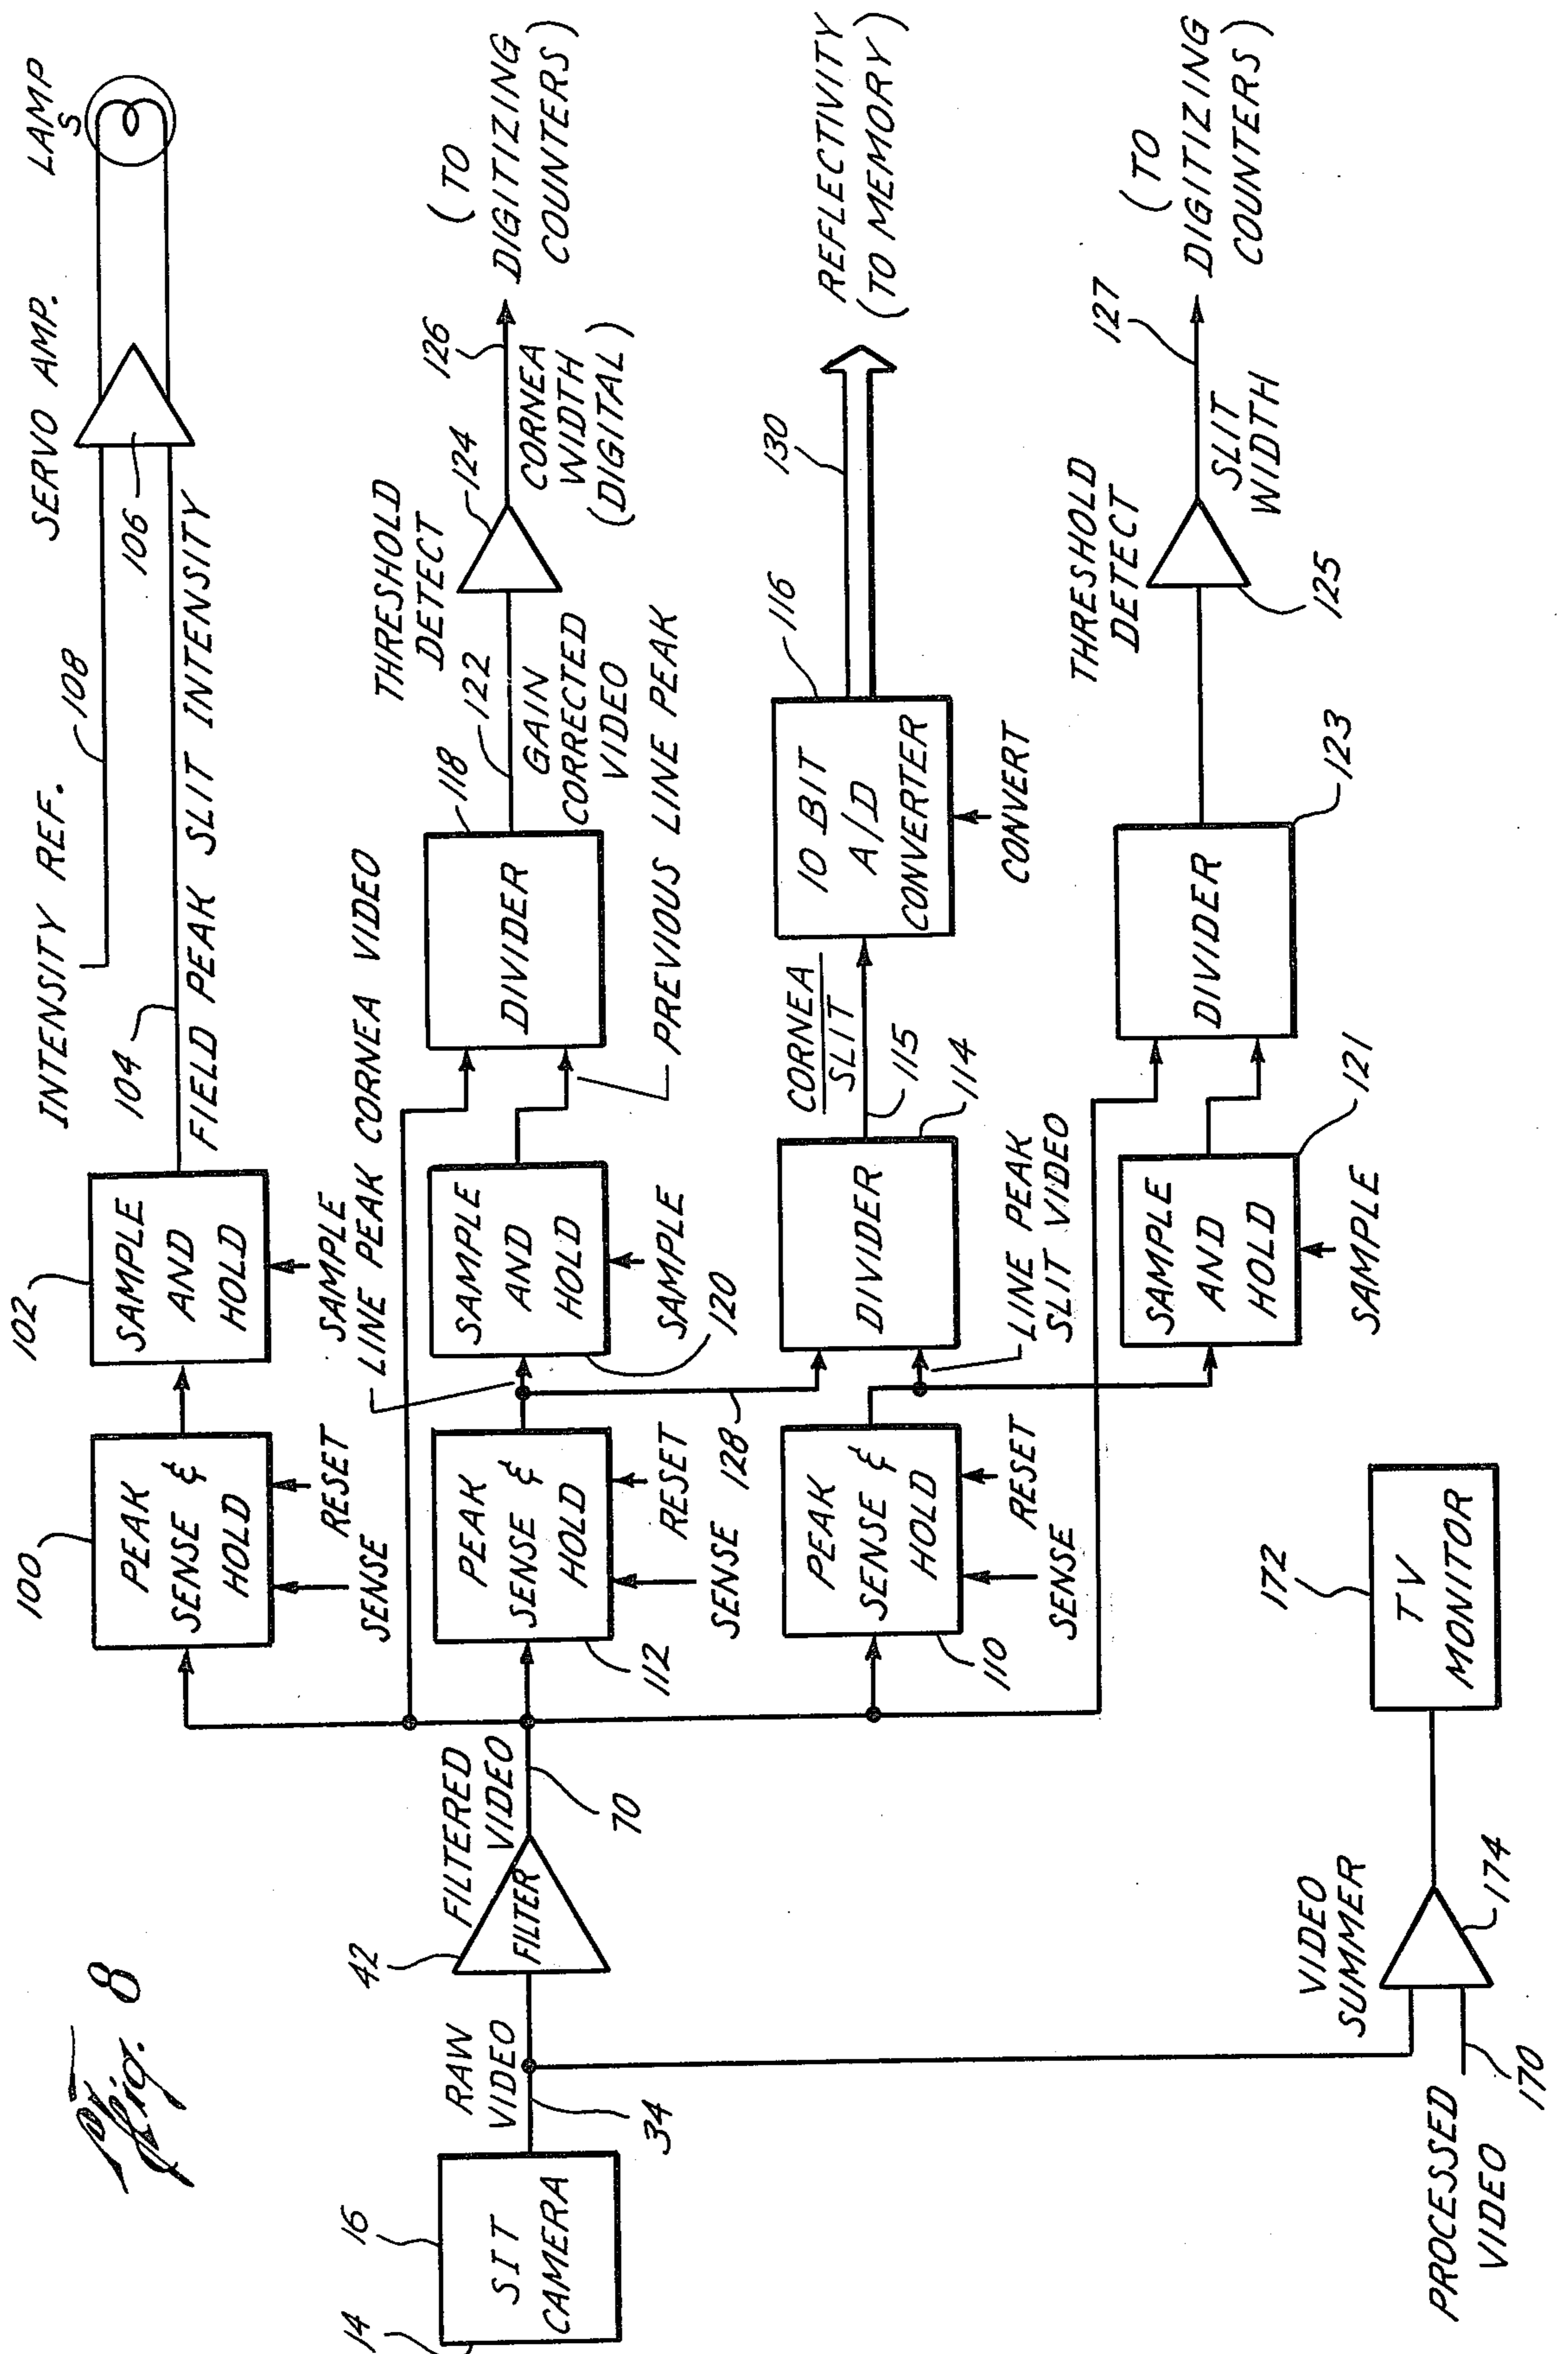 Fig. 8
14
16
SIT
CAMERA
RAW
VIDEO
34
42
FILTER
FILTERED
VIDEO
70
100
PEAK
SENSE &
HOLD
SENSE
RESET
102
SAMPLE
AND
HOLD
SAMPLE
104
FIELD PEAK SLIT INTENSITY
INTENSITY REF.
108
SERVO AMP.
106
LAMP
S
112
PEAK
SENSE &
HOLD
SENSE
RESET
LINE PEAK CORNEA VIDEO
SAMPLE
AND
HOLD
SAMPLE
120
128
PREVIOUS LINE PEAK
118
DIVIDER
122
GAIN
CORRECTED
VIDEO
THRESHOLD
DETECT
124
126
CORNEA
WIDTH
(DIGITAL)
(TO
DIGITIZING
COUNTERS)
110
PEAK
SENSE &
HOLD
SENSE
RESET
LINE PEAK
SLIT VIDEO
DIVIDER
114
115
CORNEA
SLIT
116
10 BIT
A/D
CONVERTER
CONVERT
130
REFLECTIVITY
(TO MEMORY)
SAMPLE
AND
HOLD
SAMPLE
121
DIVIDER
123
THRESHOLD
DETECT
125
SLIT
WIDTH
127
(TO
DIGITIZING
COUNTERS)
PROCESSED
VIDEO
170
VIDEO
SUMMER
174
172
TV
MONITOR